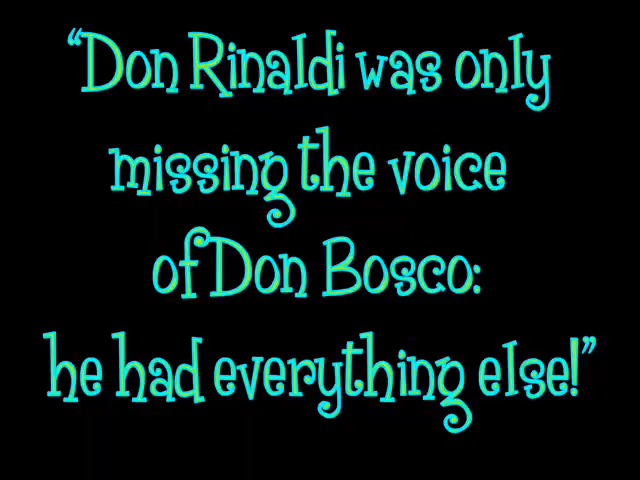 “Don Rinaldi was only
missing the voice
of Don Bosco:
he had everything else!”